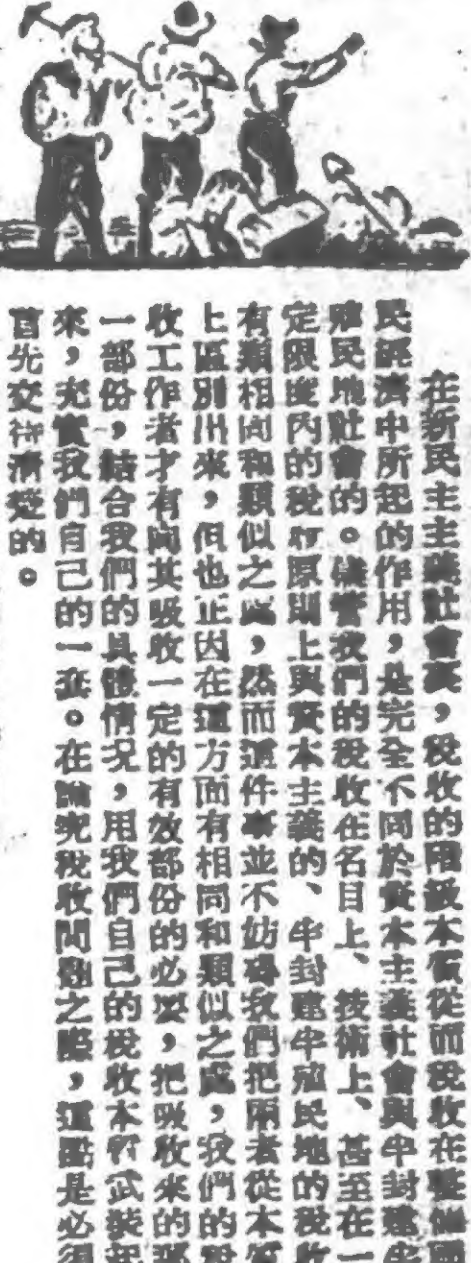 在新民主主義社會裏，稅收的階級本質從而稅收在整個國
民經濟中所起的作用，是完全不同於資本主義社會與半封建半
殖民地社會的。儘管我們的稅收在名目上、技術上、甚至在一
定限度內的稅收原則上與資本主義的、半封建半殖民地的稅收
有類相同和類似之處，然而這件事並不妨礙我們把兩者從本質
上區別出來，但也正因在這方面有相同和類似之處，我們的稅
收工作者才有向其吸收一定的有效部份的必要，把吸收來的那
一部份，結合我們的具體情況，用我們自己的稅收本質武裝起
來，充實我們自己的一套。在論究稅收問題之際，這點是必須
首先交待清楚的。